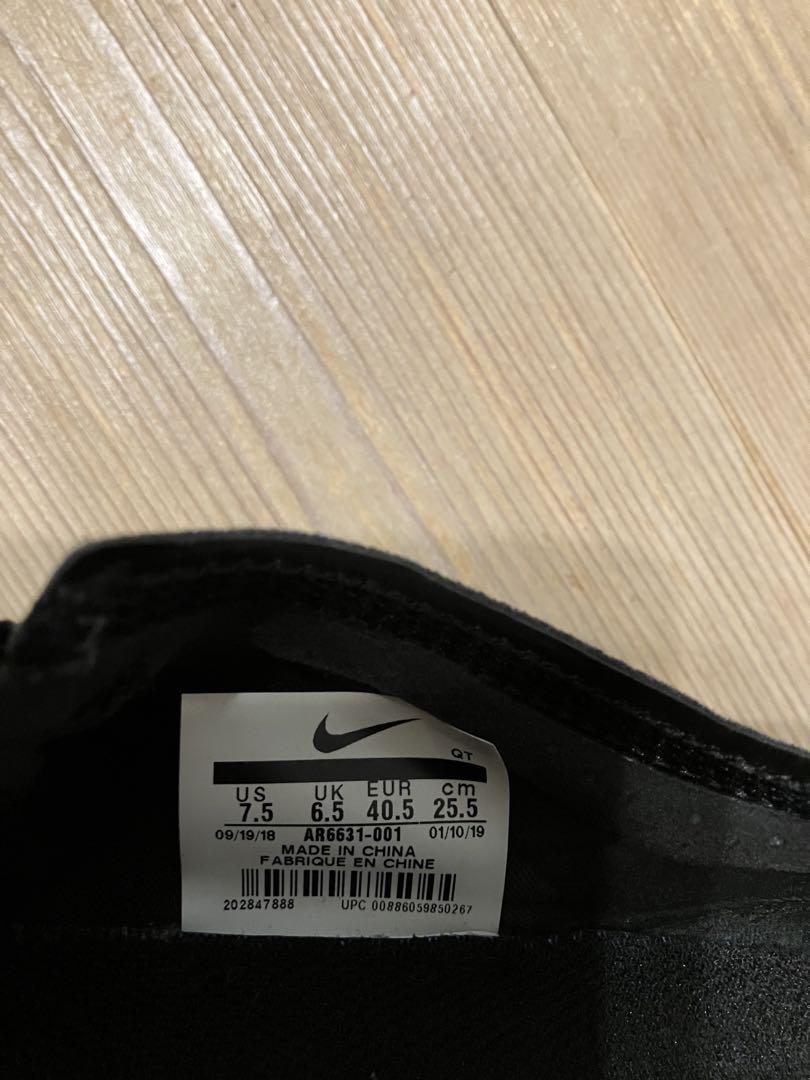 QT
US UK EUR cm
7.5 6.5 40.5 25.5
09/19/18 AR6631-001 01/10/19
MADE IN CHINA
FABRIQUE EN CHINE
202847888 UPC 00886059850267